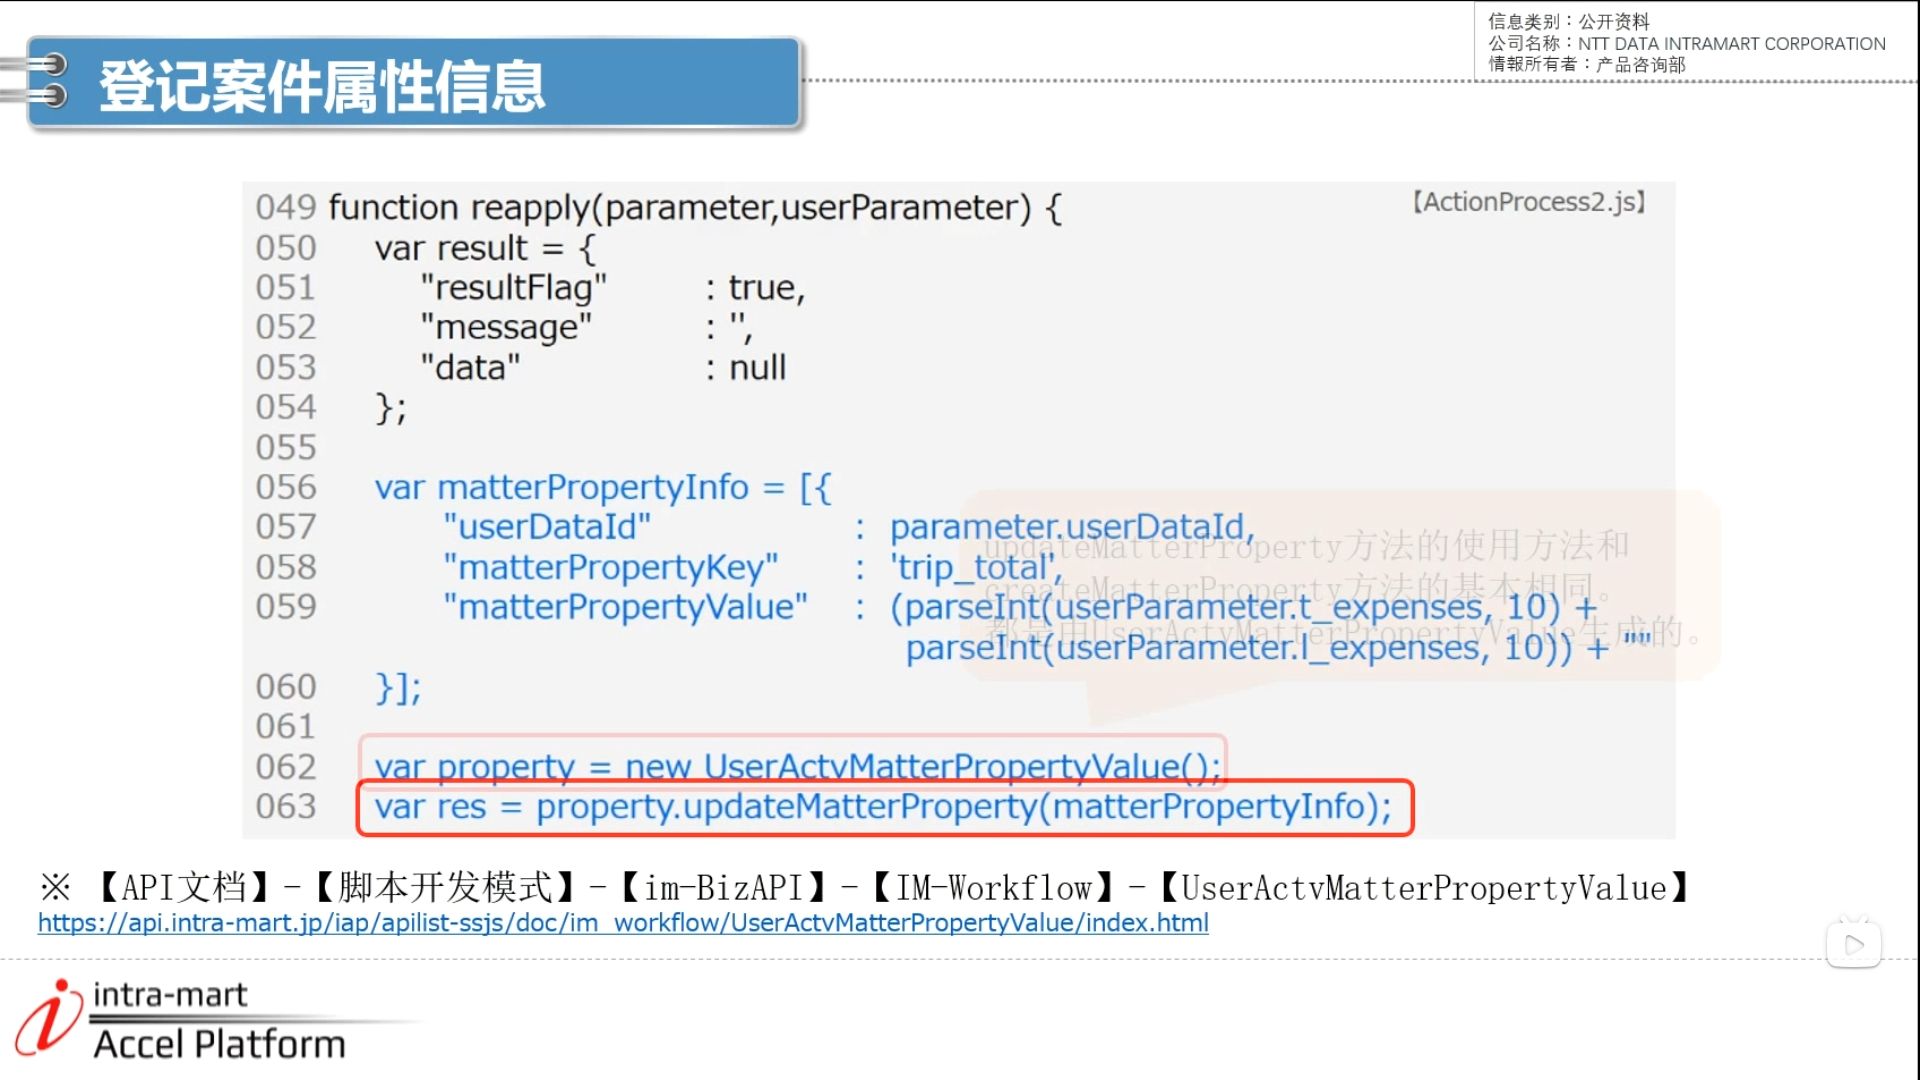 信息类别：公开资料
公司名称：NTT DATA INTRAMART CORPORATION
情報所有者：产品咨询部
登记案件属性信息
【ActionProcess2.js】
049 function reapply(parameter,userParameter) {
050 var result = {
051 "resultFlag" : true,
052 "message" : '',
053 "data" : null
054 };
055
056 var matterPropertyInfo = [{
057 "userDataId" : parameter.userDataId,
058 "matterPropertyKey" : 'trip_total',
059 "matterPropertyValue" : (parseInt(userParameter.t_expenses, 10) +
parseInt(userParameter.l_expenses, 10)) + ""
060 }];
061
062 var property = new UserActvMatterPropertyValue();
063 var res = property.updateMatterProperty(matterPropertyInfo);
updateMatterProperty方法的使用方法和
createMatterProperty方法的基本相同。
都是由UserActvMatterPropertyValue生成的。
※ 【API文档】-【脚本开发模式】-【im-BizAPI】-【IM-Workflow】-【UserActvMatterPropertyValue】
https://api.intra-mart.jp/iap/apilist-ssjs/doc/im_workflow/UserActvMatterPropertyValue/index.html
intra-mart
Accel Platform